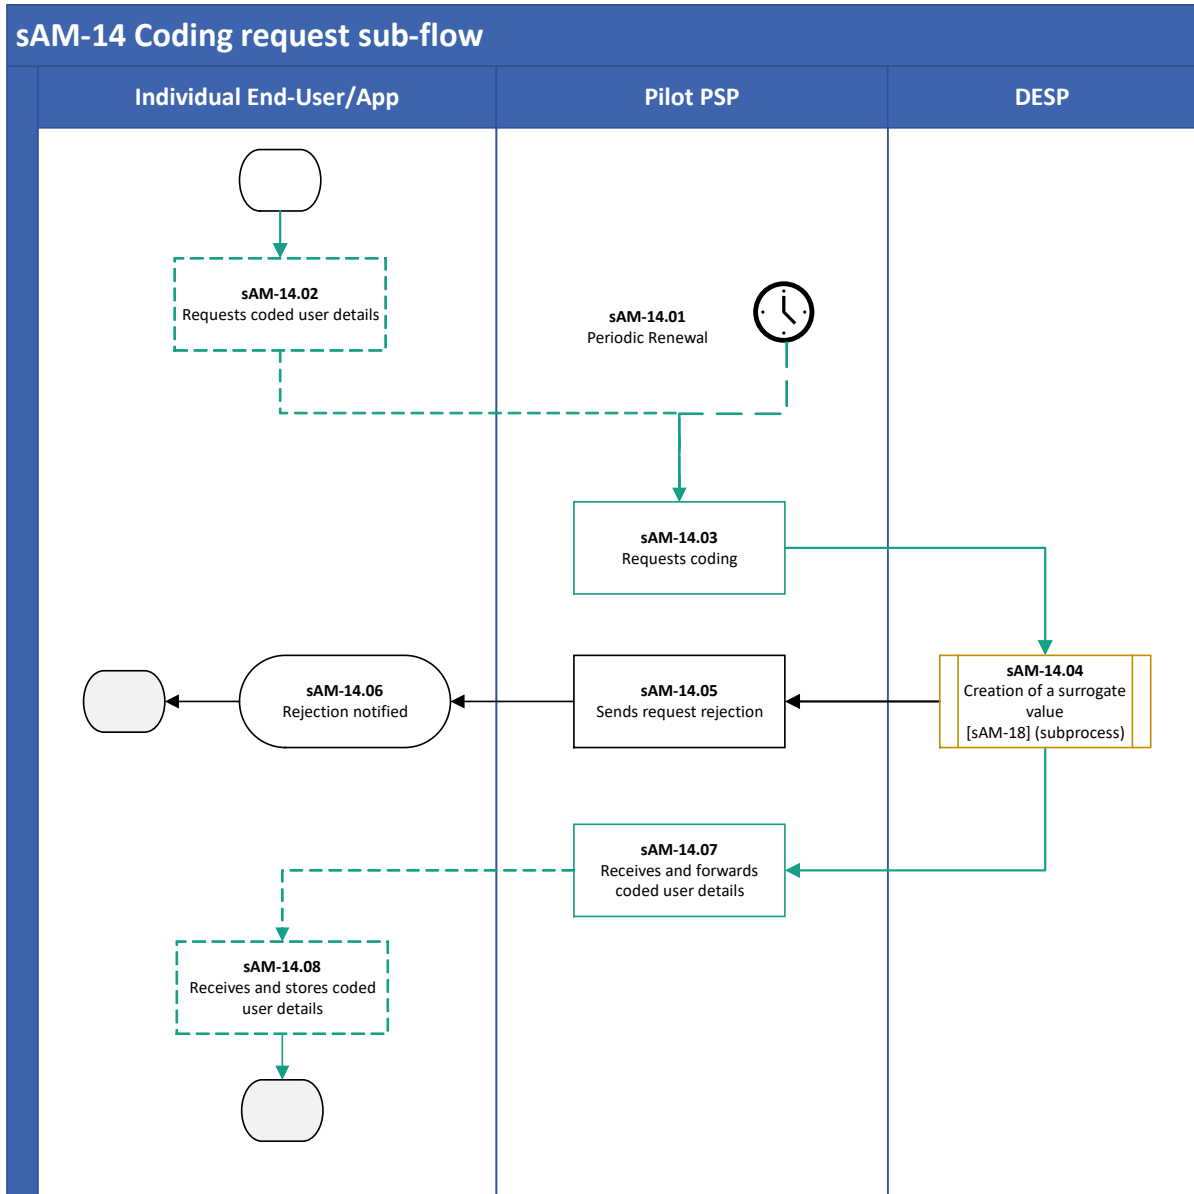 sAM-14 Coding request sub-flow
Individual End-User/App
Pilot PSP
DESP
sAM-14.02
Requests coded user details
sAM-14.01
Periodic Renewal
sAM-14.03
Requests coding
sAM-14.06
Rejection notified
sAM-14.05
Sends request rejection
sAM-14.04
Creation of a surrogate
value
[sAM-18] (subprocess)
sAM-14.07
Receives and forwards
coded user details
sAM-14.08
Receives and stores coded
user details